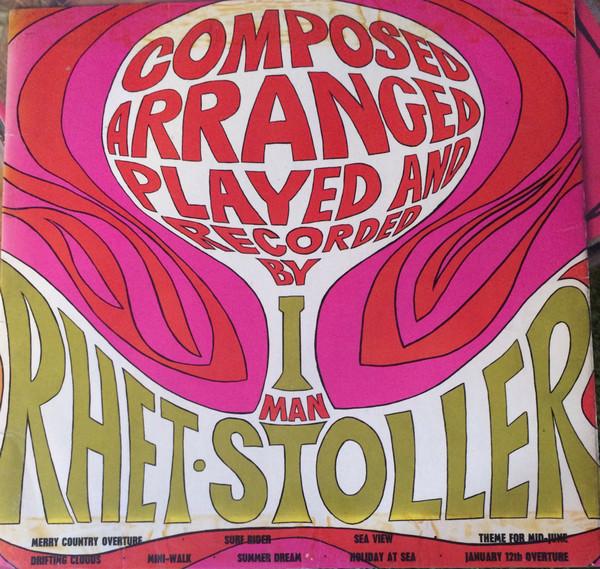 COMPOSED
ARRANGED
PLAYED AND
RECORDED
BY
I
MAN
RHET·STOLLER
MERRY COUNTRY OVERTURE SURF RIDER SEA VIEW THEME FOR MID-JUNE
DRIFTING CLOUDS MINI-WALK SUMMER DREAM HOLIDAY AT SEA JANUARY 12th OVERTURE